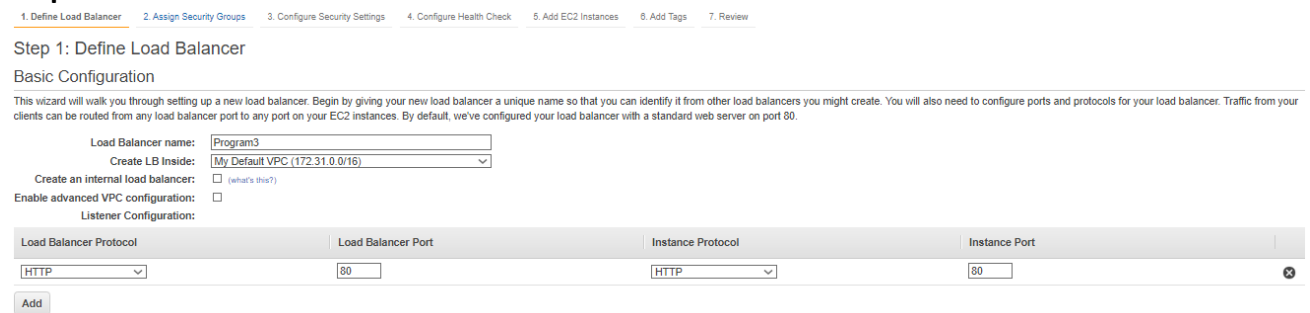 1. Define Load Balancer 2. Assign Security Groups 3. Configure Security Settings 4. Configure Health Check 5. Add EC2 Instances 6. Add Tags 7. Review
Step 1: Define Load Balancer
Basic Configuration
This wizard will walk you through setting up a new load balancer. Begin by giving your new load balancer a unique name so that you can identify it from other load balancers you might create. You will also need to configure ports and protocols for your load balancer. Traffic from your
clients can be routed from any load balancer port to any port on your EC2 instances. By default, we've configured your load balancer with a standard web server on port 80.
Load Balancer name: Program3
Create LB Inside: My Default VPC (172.31.0.0/16)
Create an internal load balancer: (what's this?)
Enable advanced VPC configuration:
Listener Configuration:
Load Balancer Protocol Load Balancer Port Instance Protocol Instance Port
HTTP 80 HTTP 80
Add